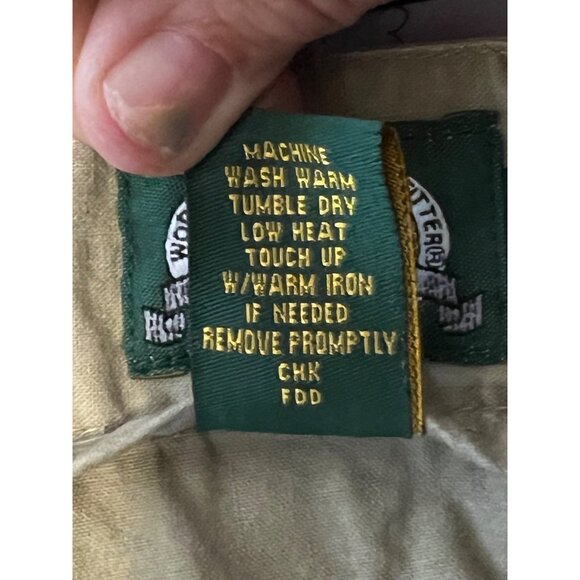 MACHINE
WASH WARM
TUMBLE DRY
LOW HEAT
TOUCH UP
W/WARM IRON
IF NEEDED
REMOVE PROMPTLY
CHK
FDD